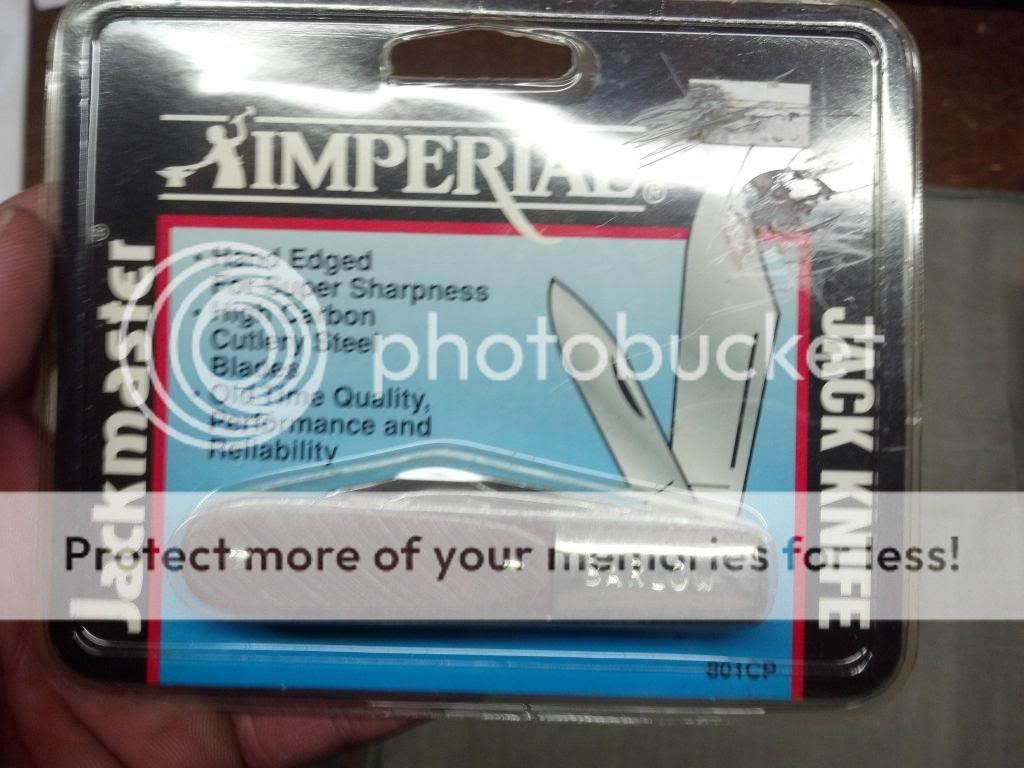 IMPERIAL®
Jackmaster®
• Hand Edged
For Super Sharpness
• High Carbon
Cutlery Steel
Blades
• Old Time Quality,
Performance and
Reliability
JACK KNIFE
photobucket
Protect more of your memories for less!
BARLOW
801CP